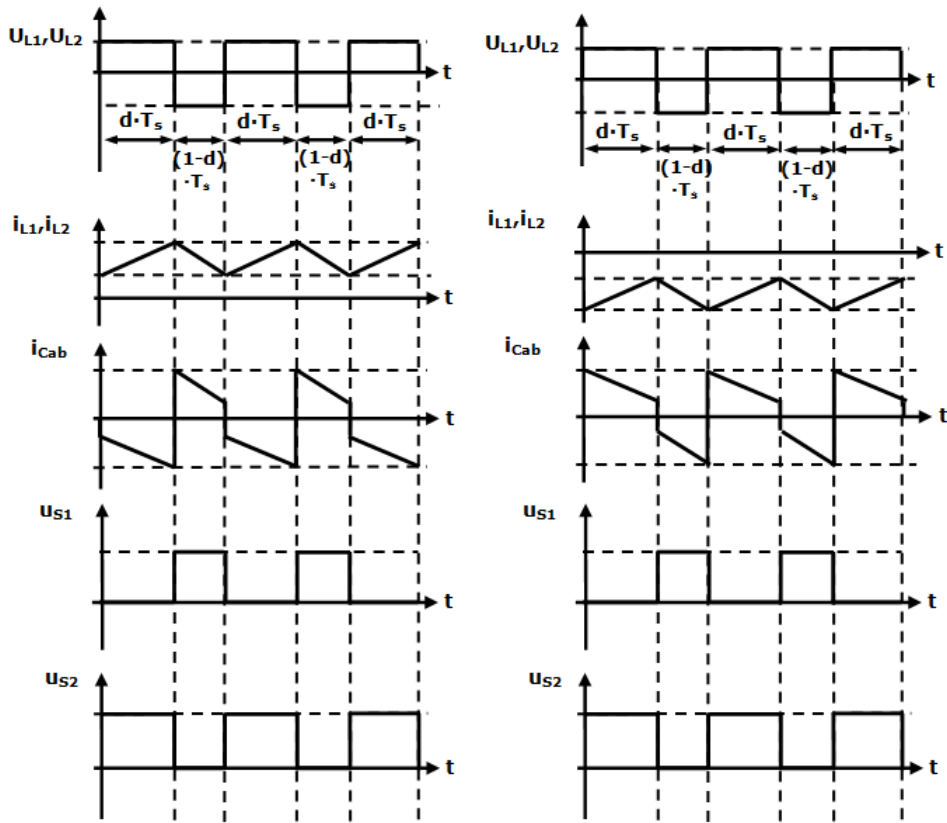 U_L1,U_L2
t
d·T_s
d·T_s
d·T_s
(1-d)
·T_s
(1-d)
·T_s
i_L1,i_L2
t
i_Cab
t
u_S1
t
u_S2
t
U_L1,U_L2
t
d·T_s
d·T_s
d·T_s
(1-d)
·T_s
(1-d)
·T_s
i_L1,i_L2
t
i_Cab
t
u_S1
t
u_S2
t